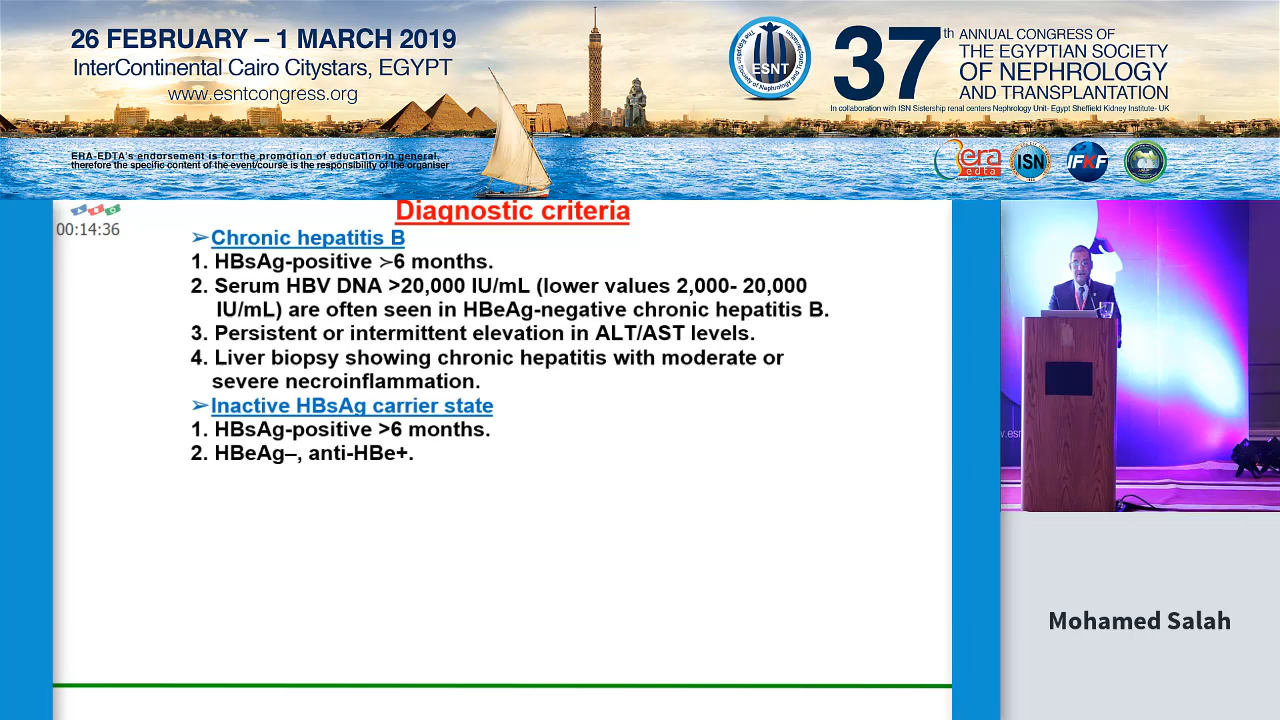 26 FEBRUARY – 1 MARCH 2019
InterContinental Cairo Citystars, EGYPT
www.esntcongress.org
ERA-EDTA's endorsement is for the promotion of education in general,
therefore the specific content of the event/course is the responsibility of the organiser
The Egyptian Society of Nephrology and Transplantation
ESNT
37th
ANNUAL CONGRESS OF
THE EGYPTIAN SOCIETY
OF NEPHROLOGY
AND TRANSPLANTATION
In collaboration with ISN Sistership renal centers Nephrology Unit- Egypt Sheffield Kidney Institute- UK
era
edta
ISN
IFKF
00:14:36
Diagnostic criteria
➢Chronic hepatitis B
1. HBsAg-positive ≻6 months.
2. Serum HBV DNA >20,000 IU/mL (lower values 2,000- 20,000
IU/mL) are often seen in HBeAg-negative chronic hepatitis B.
3. Persistent or intermittent elevation in ALT/AST levels.
4. Liver biopsy showing chronic hepatitis with moderate or
severe necroinflammation.
➢Inactive HBsAg carrier state
1. HBsAg-positive >6 months.
2. HBeAg–, anti-HBe+.
Mohamed Salah